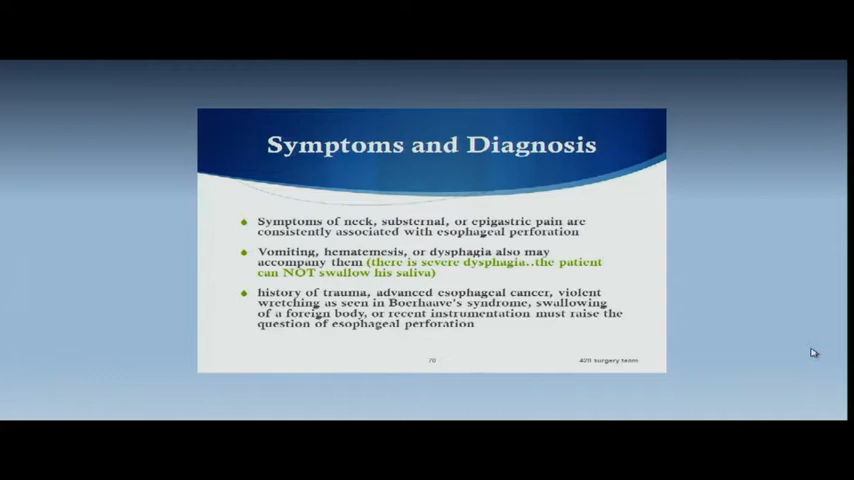 Symptoms and Diagnosis
Symptoms of neck, substernal, or epigastric pain are
consistently associated with esophageal perforation
Vomiting, hematemesis, or dysphagia also may
accompany them (there is severe dysphagia..the patient
can NOT swallow his saliva)
history of trauma, advanced esophageal cancer, violent
wretching as seen in Boerhaave's syndrome, swallowing
of a foreign body, or recent instrumentation must raise the
question of esophageal perforation
70
420 surgery team